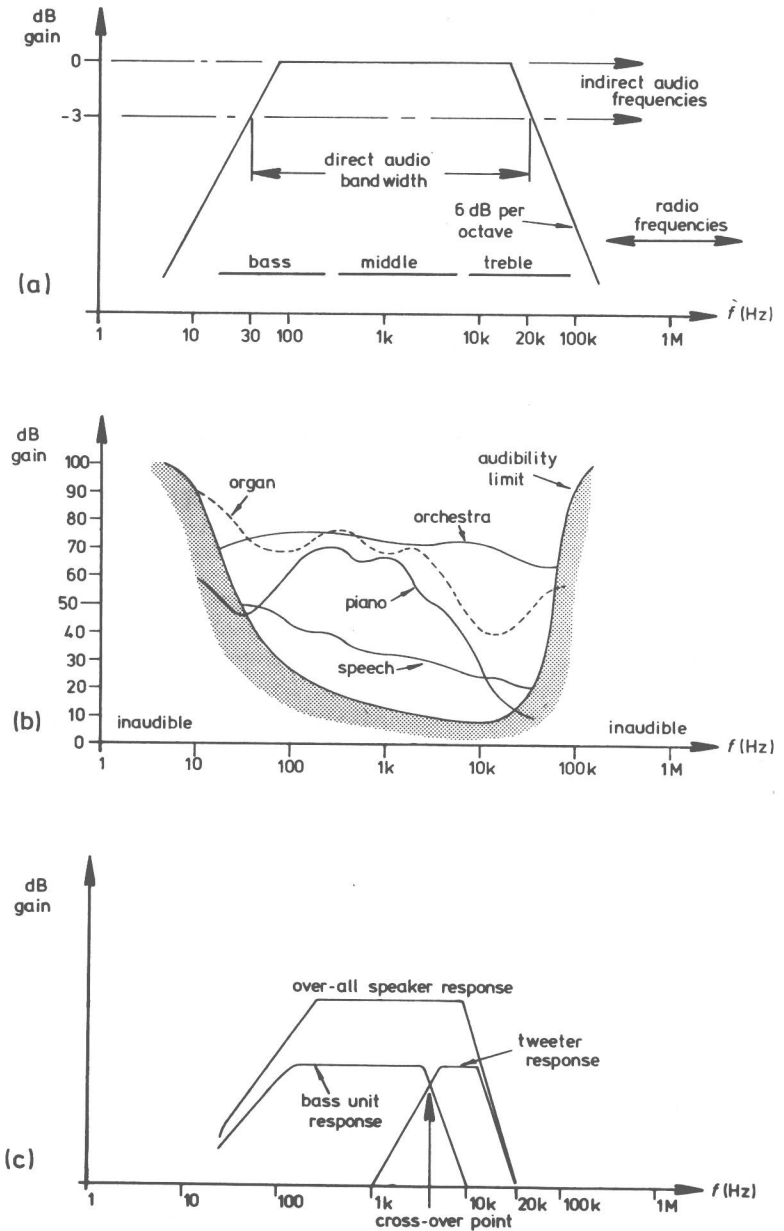 dB
gain
0
indirect audio
frequencies
-3
direct audio
bandwidth
6 dB per
octave
radio
frequencies
bass middle treble
(a)
1 10 30 100 1k 10k 20k 100k 1M f (Hz)
dB
gain
100
90
80
70
60
50
40
30
20
10
0
organ
audibility
limit
orchestra
piano
speech
(b)
inaudible inaudible
1 10 100 1k 10k 100k 1M f (Hz)
dB
gain
over-all speaker response
tweeter
response
bass unit
response
(c)
1 10 100 1k 10k 20k 100k 1M f (Hz)
cross-over point